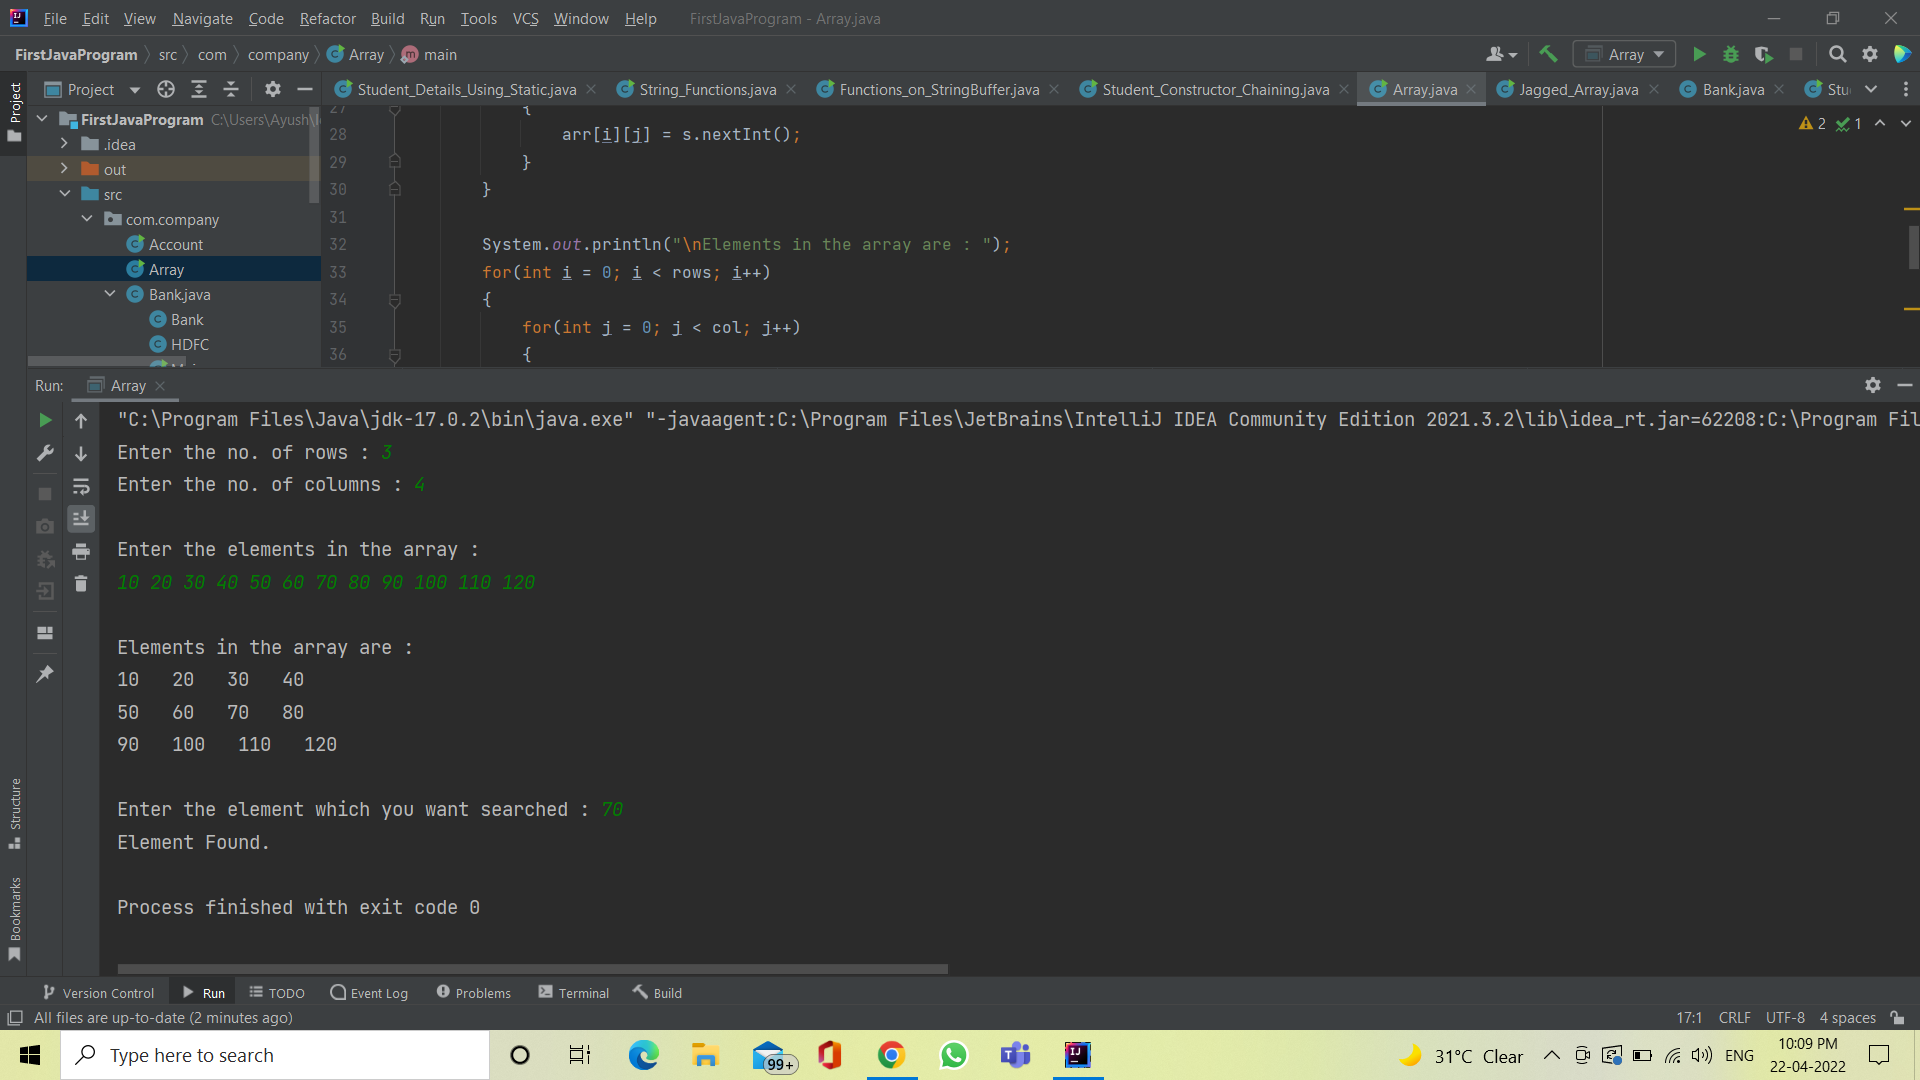 File Edit View Navigate Code Refactor Build Run Tools VCS Window Help FirstJavaProgram - Array.java
FirstJavaProgram src com company Array main Array
Project Student_Details_Using_Static.java String_Functions.java Functions_on_StringBuffer.java Student_Constructor_Chaining.java Array.java Jagged_Array.java Bank.java Stu
Project
FirstJavaProgram C:\Users\Ayush\I
.idea
out
src
com.company
Account
Array
Bank.java
Bank
HDFC
2 1
27 {
28 arr[i][j] = s.nextInt();
29 }
30 }
31
32 System.out.println("\nElements in the array are : ");
33 for(int i = 0; i < rows; i++)
34 {
35 for(int j = 0; j < col; j++)
36 {
Run: Array
"C:\Program Files\Java\jdk-17.0.2\bin\java.exe" "-javaagent:C:\Program Files\JetBrains\IntelliJ IDEA Community Edition 2021.3.2\lib\idea_rt.jar=62208:C:\Program Fil
Enter the no. of rows : 3
Enter the no. of columns : 4
Enter the elements in the array :
10 20 30 40 50 60 70 80 90 100 110 120
Elements in the array are :
10 20 30 40
50 60 70 80
90 100 110 120
Enter the element which you want searched : 70
Element Found.
Process finished with exit code 0
Structure
Bookmarks
Version Control Run TODO Event Log Problems Terminal Build
All files are up-to-date (2 minutes ago) 17:1 CRLF UTF-8 4 spaces
Type here to search 99+ 31°C Clear ENG 10:09 PM
22-04-2022